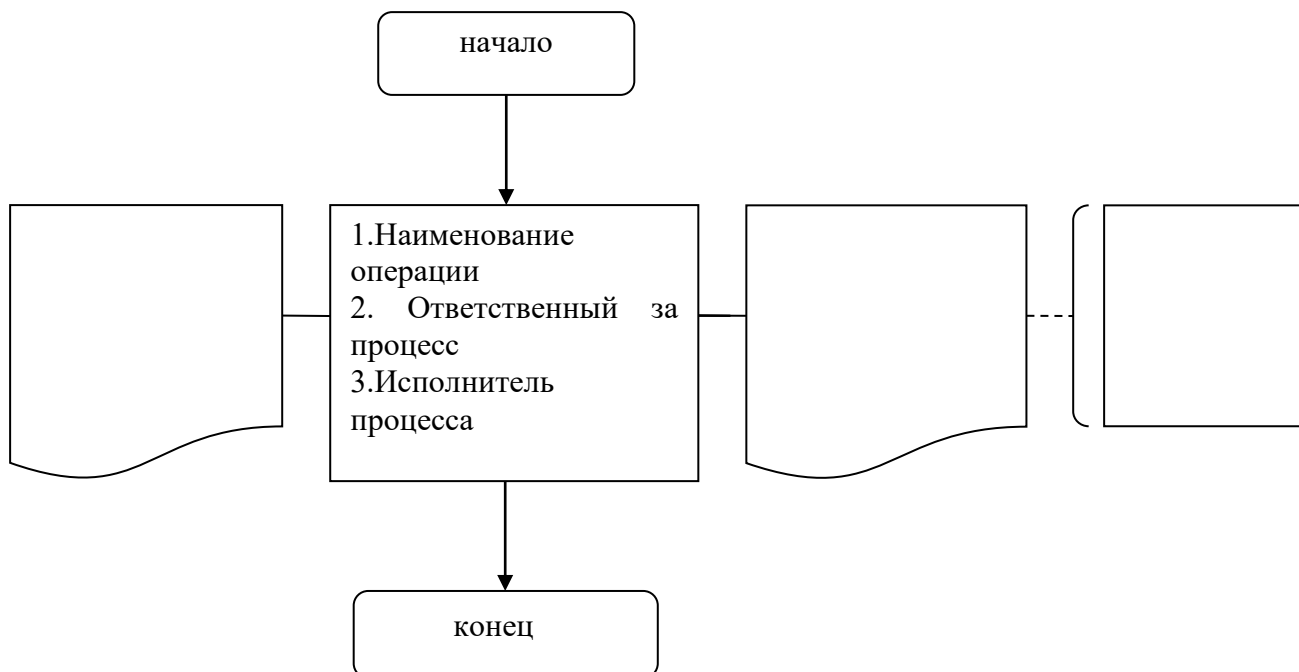 начало
1.Наименование
операции
2. Ответственный за
процесс
3.Исполнитель
процесса
конец